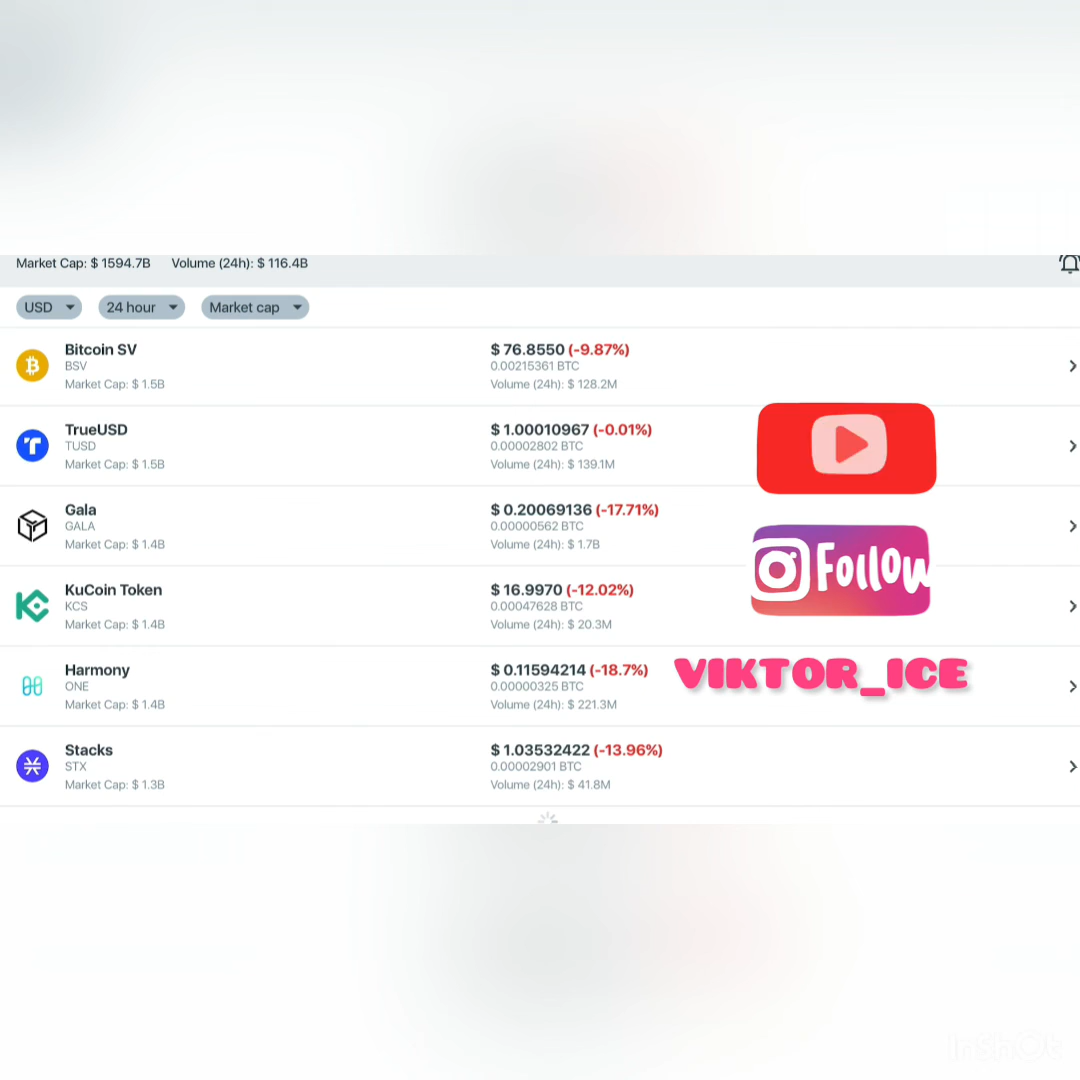 Market Cap: $ 1594.7B Volume (24h): $ 116.4B
USD 24 hour Market cap
Bitcoin SV $ 76.8550 (-9.87%)
BSV 0.00215361 BTC
Market Cap: $ 1.5B Volume (24h): $ 128.2M
TrueUSD $ 1.00010967 (-0.01%)
TUSD 0.00002802 BTC
Market Cap: $ 1.5B Volume (24h): $ 139.1M
Gala $ 0.20069136 (-17.71%)
GALA 0.00000562 BTC
Market Cap: $ 1.4B Volume (24h): $ 1.7B
Follow
KuCoin Token $ 16.9970 (-12.02%)
KCS 0.00047628 BTC
Market Cap: $ 1.4B Volume (24h): $ 20.3M
Harmony $ 0.11594214 (-18.7%)
VIKTOR_ICE
ONE 0.00000325 BTC
Market Cap: $ 1.4B Volume (24h): $ 221.3M
Stacks $ 1.03532422 (-13.96%)
STX 0.00002901 BTC
Market Cap: $ 1.3B Volume (24h): $ 41.8M
InShOt